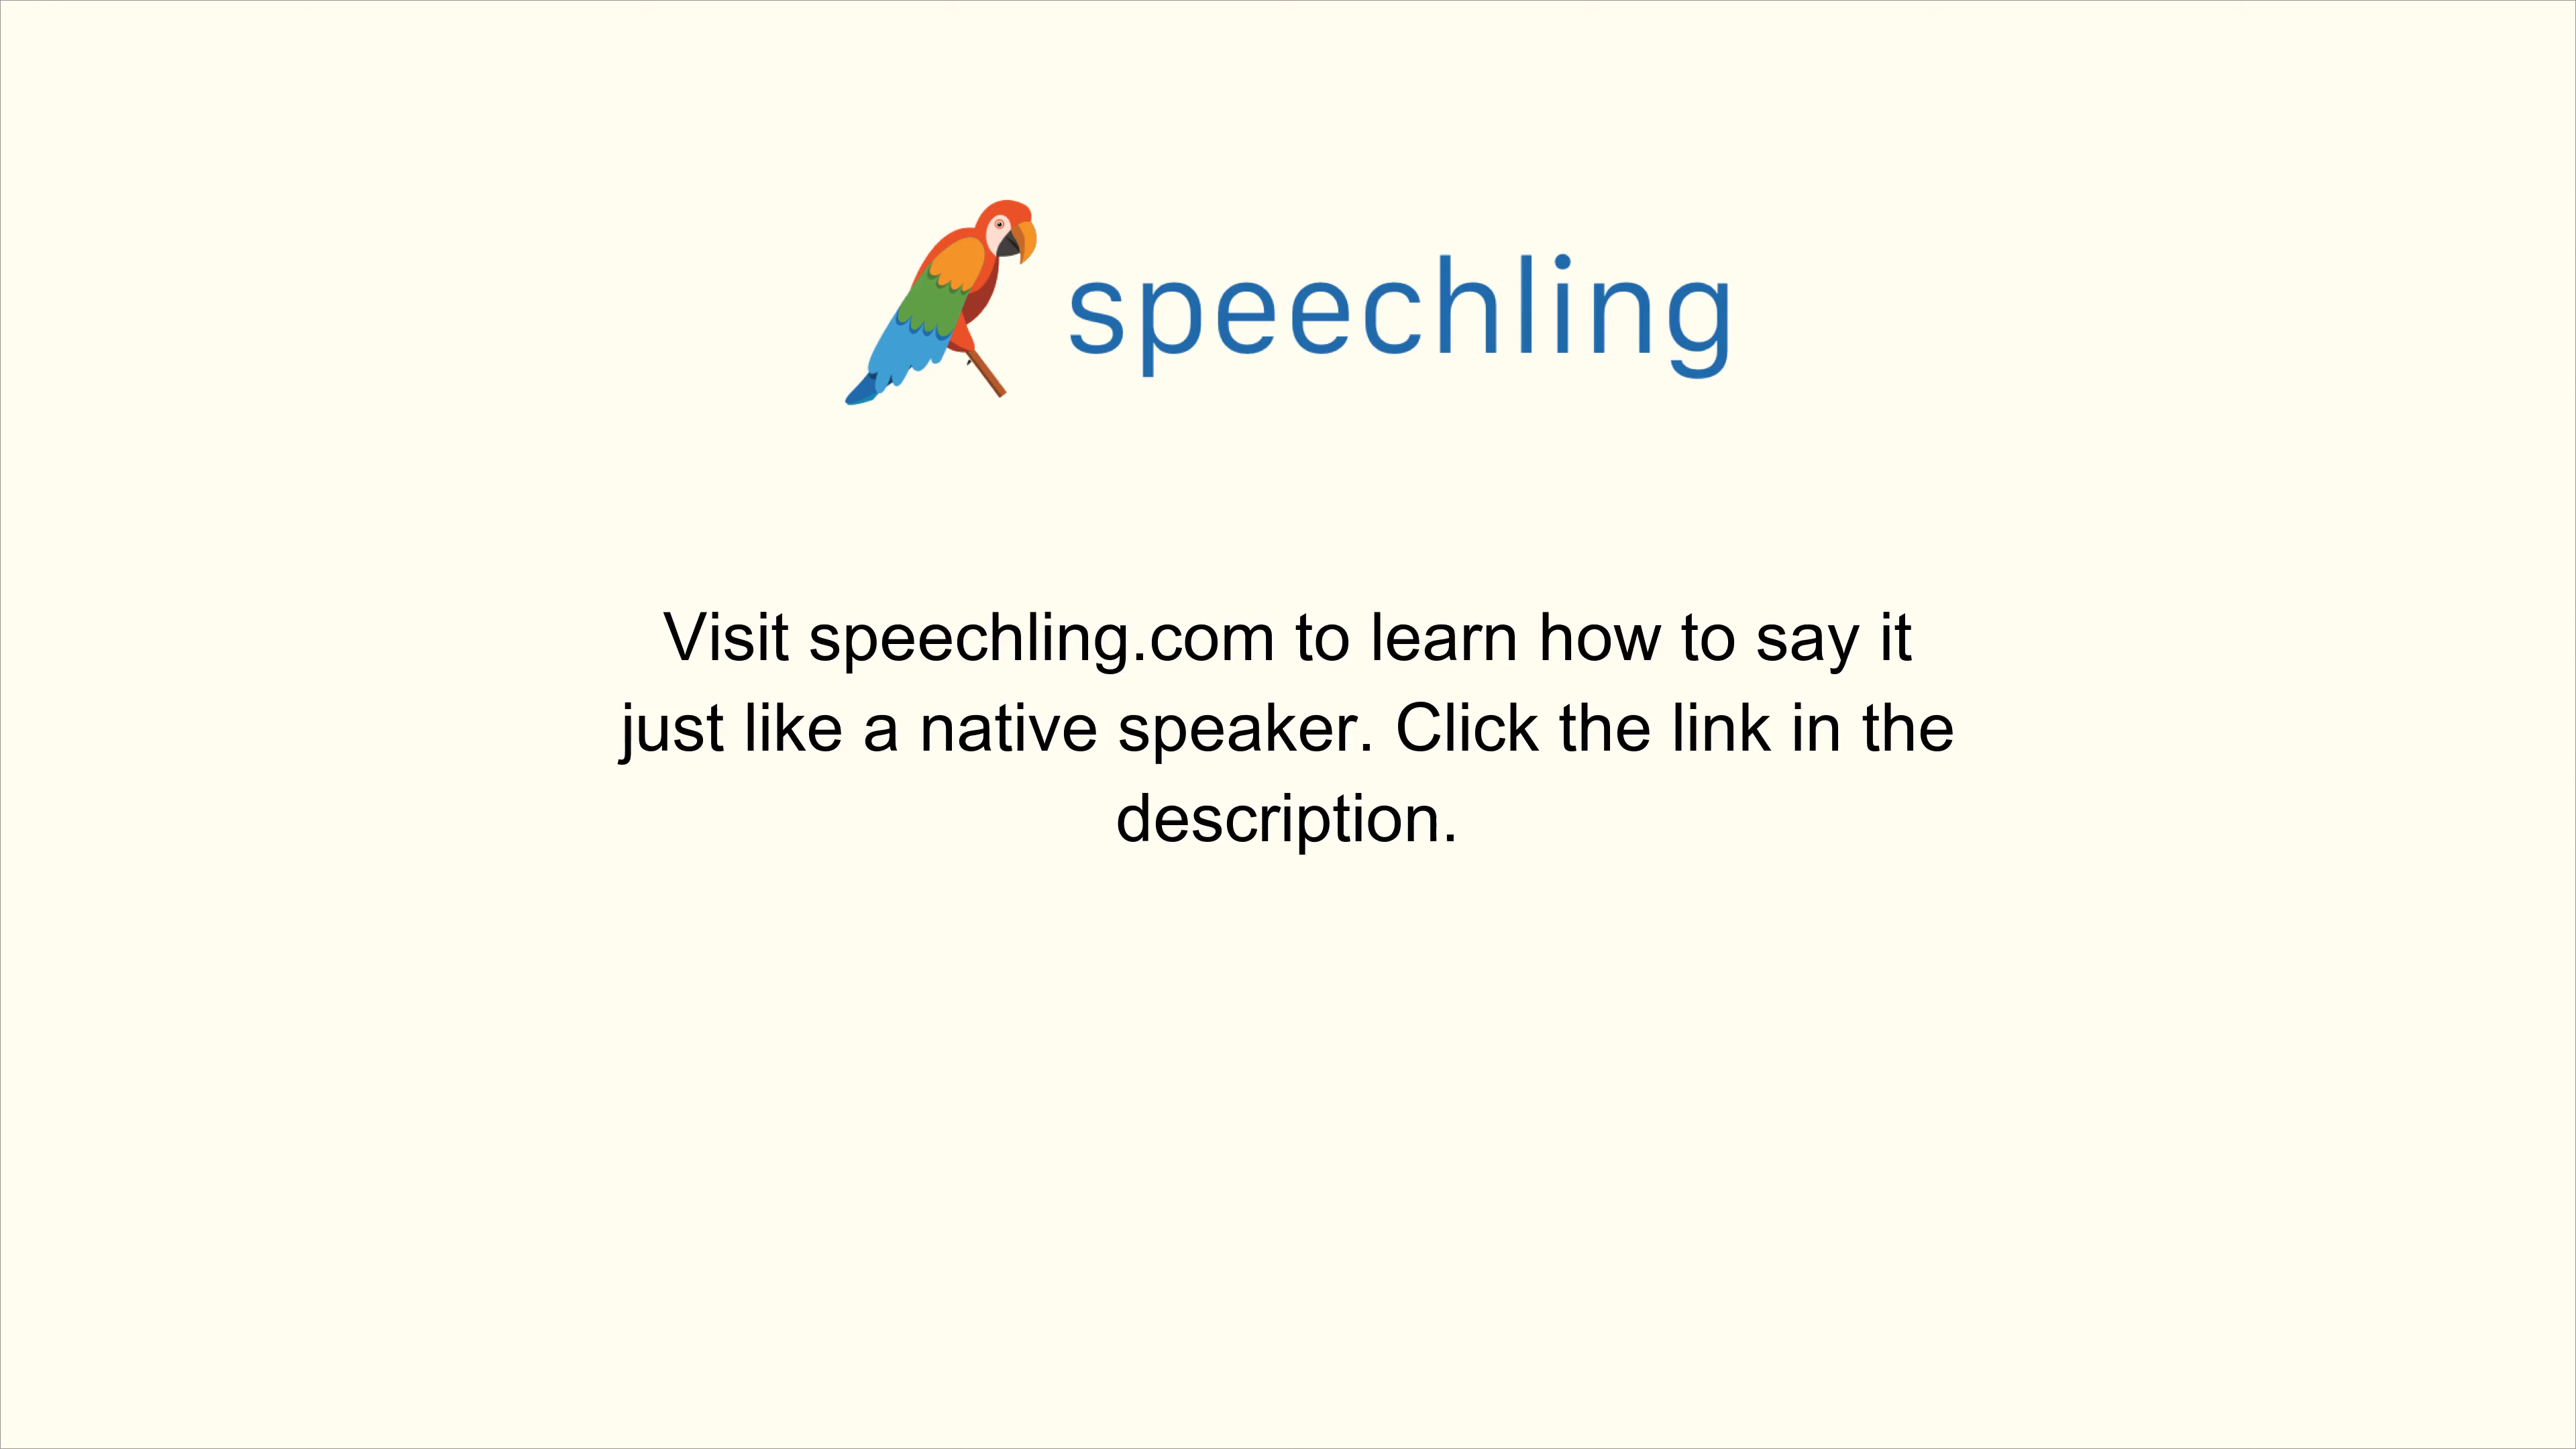 speechling
Visit speechling.com to learn how to say it
just like a native speaker. Click the link in the
description.